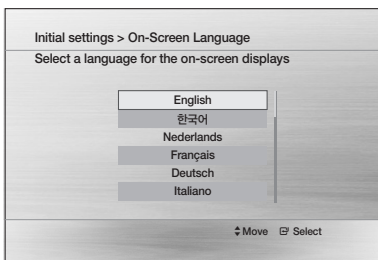 Initial settings > On-Screen Language
Select a language for the on-screen displays
English
한국어
Nederlands
Français
Deutsch
Italiano
Move Select